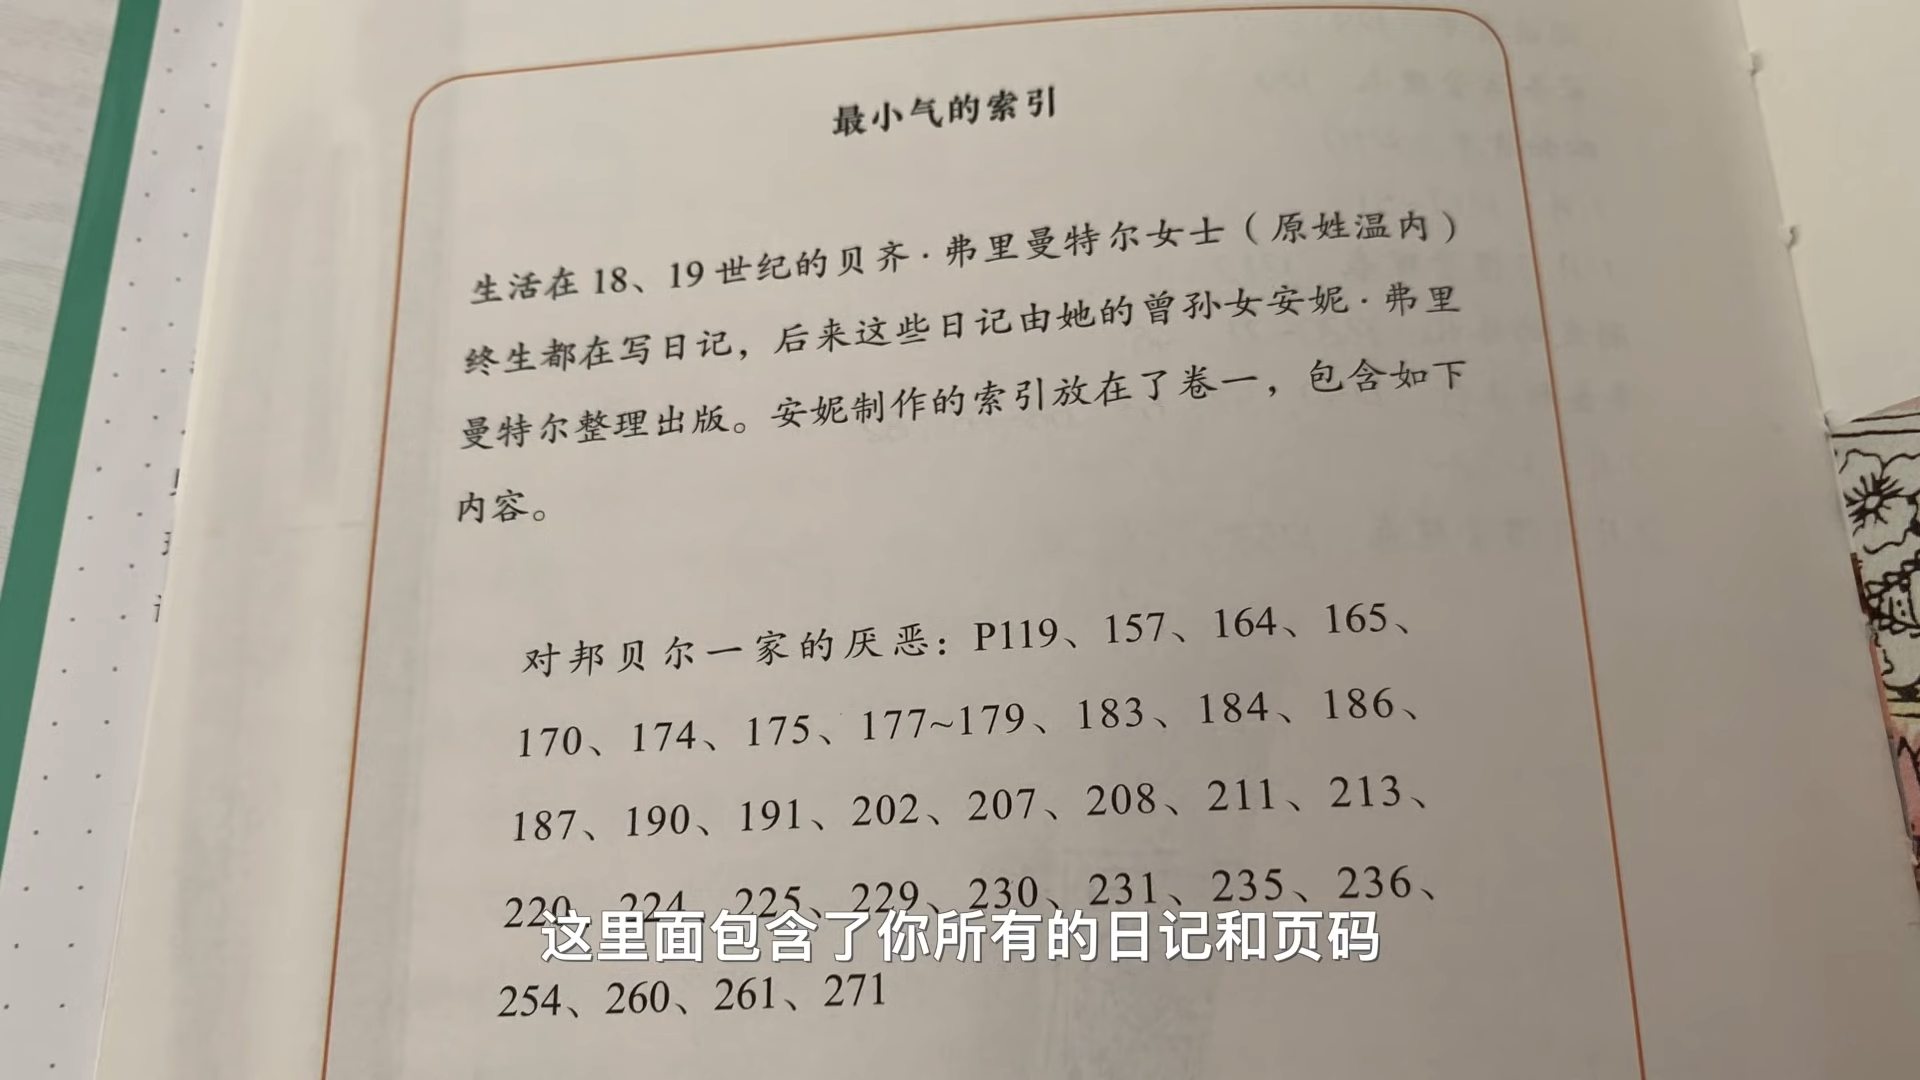 最小气的索引
生活在 18、19 世纪的贝齐·弗里曼特尔女士（原姓温内）
终生都在写日记，后来这些日记由她的曾孙女安妮·弗里
曼特尔整理出版。安妮制作的索引放在了卷一，包含如下
内容。
对邦贝尔一家的厌恶：P119、157、164、165、
170、174、175、177~179、183、184、186、
187、190、191、202、207、208、211、213、
220、224、225、229、230、231、235、236、
这里面包含了你所有的日记和页码
254、260、261、271